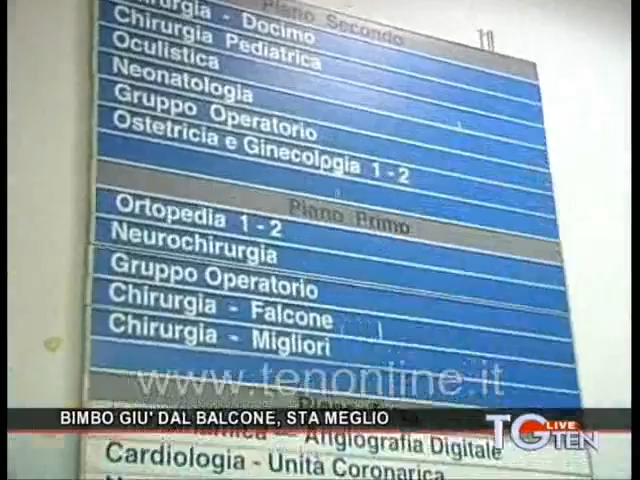 Piano Secondo
Chirurgia - Docimo
Chirurgia Pediatrica
Oculistica
Neonatologia
Gruppo Operatorio
Ostetricia e Ginecolpgia 1 - 2
Piano Primo
Ortopedia 1 - 2
Neurochirurgia
Gruppo Operatorio
Chirurgia - Falcone
Chirurgia - Migliori
www.tenonline.it
BIMBO GIU' DAL BALCONE, STA MEGLIO
TG LIVE
TEN
Angiografia Digitale
Cardiologia - Unità Coronarica